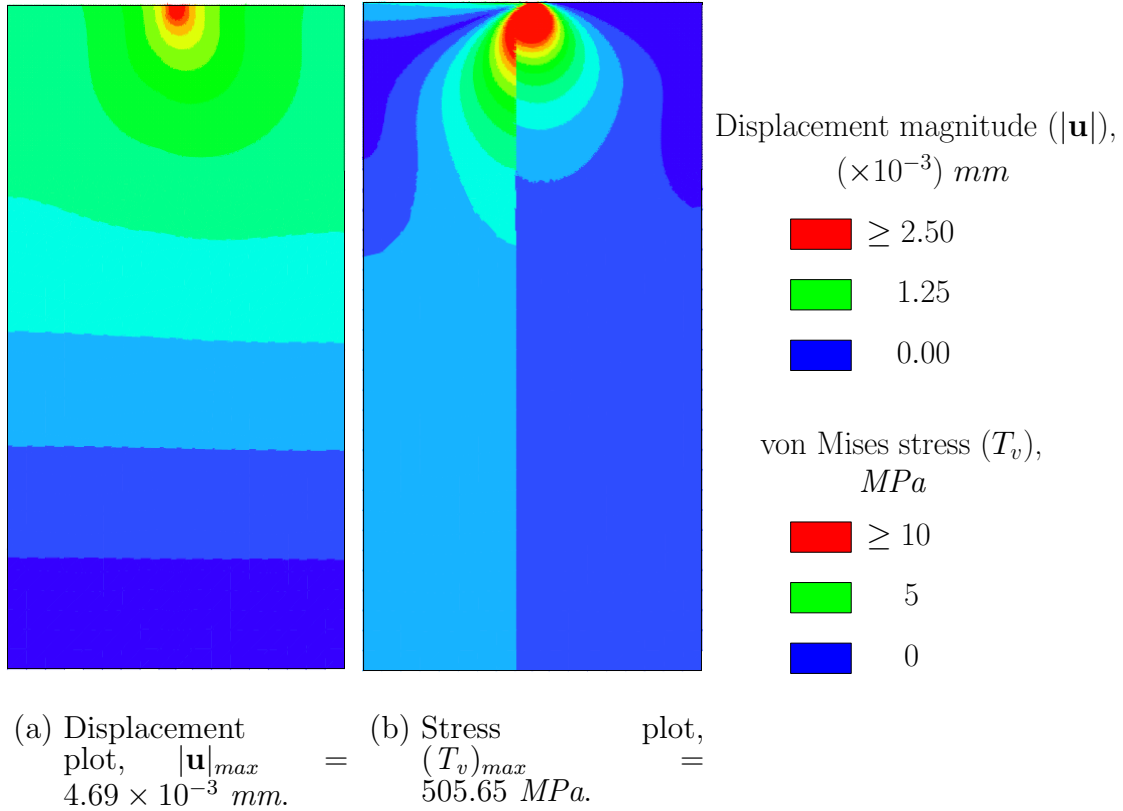 Displacement magnitude (|u|),
(×10⁻³) mm
≥ 2.50
1.25
0.00
von Mises stress (Tᵥ),
MPa
≥ 10
5
0
(a) Displacement
plot, |u|max =
4.69 × 10⁻³ mm.
(b) Stress plot,
(Tᵥ)max =
505.65 MPa.